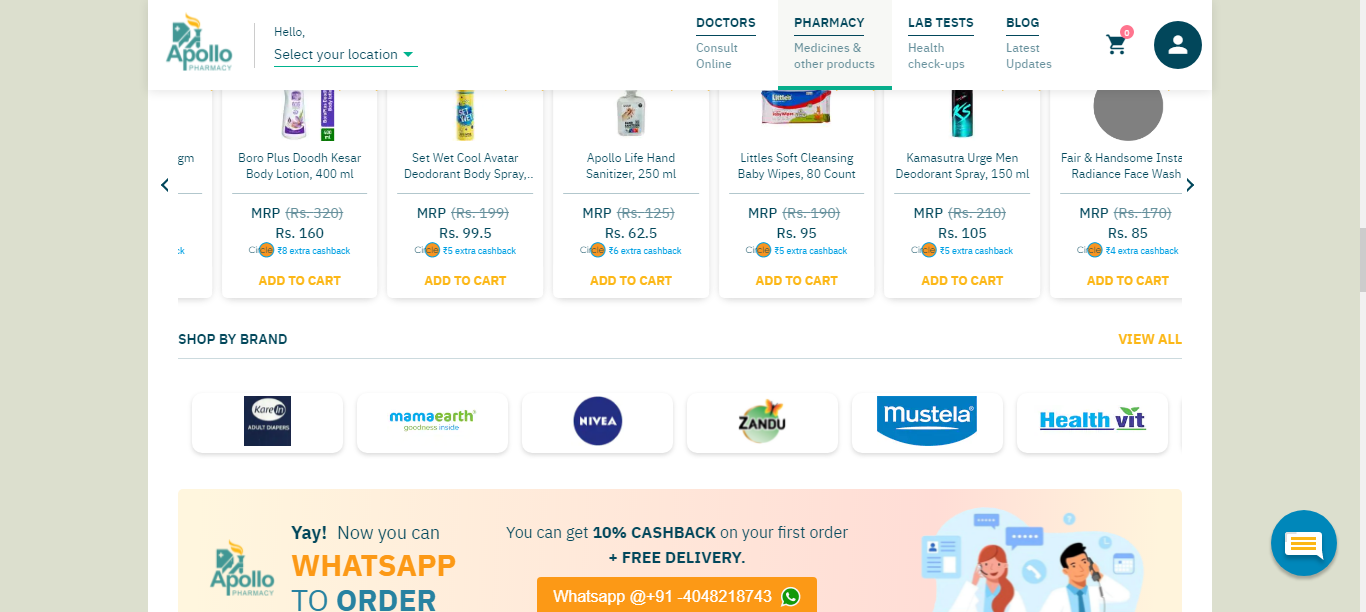 Apollo
PHARMACY
Hello,
Select your location
DOCTORS
Consult
Online
PHARMACY
Medicines &
other products
LAB TESTS
Health
check-ups
BLOG
Latest
Updates
0
gm
ck
Boro Plus Doodh Kesar
Body Lotion, 400 ml
MRP (Rs. 320)
Rs. 160
Circle ₹8 extra cashback
ADD TO CART
SET
WET
Set Wet Cool Avatar
Deodorant Body Spray,..
MRP (Rs. 199)
Rs. 99.5
Circle ₹5 extra cashback
ADD TO CART
Apollo Life Hand
Sanitizer, 250 ml
MRP (Rs. 125)
Rs. 62.5
Circle ₹6 extra cashback
ADD TO CART
Little's
Littles Soft Cleansing
Baby Wipes, 80 Count
MRP (Rs. 190)
Rs. 95
Circle ₹5 extra cashback
ADD TO CART
KS
Kamasutra Urge Men
Deodorant Spray, 150 ml
MRP (Rs. 210)
Rs. 105
Circle ₹5 extra cashback
ADD TO CART
Fair & Handsome Insta
Radiance Face Wash
MRP (Rs. 170)
Rs. 85
Circle ₹4 extra cashback
ADD TO CART
SHOP BY BRAND
VIEW ALL
KareIn
ADULT DIAPERS
mamaearth
goodness inside
NIVEA
ZANDU
Mustela
Health vit
Apollo
PHARMACY
Yay! Now you can
WHATSAPP
TO ORDER
You can get 10% CASHBACK on your first order
+ FREE DELIVERY.
Whatsapp @+91 -4048218743